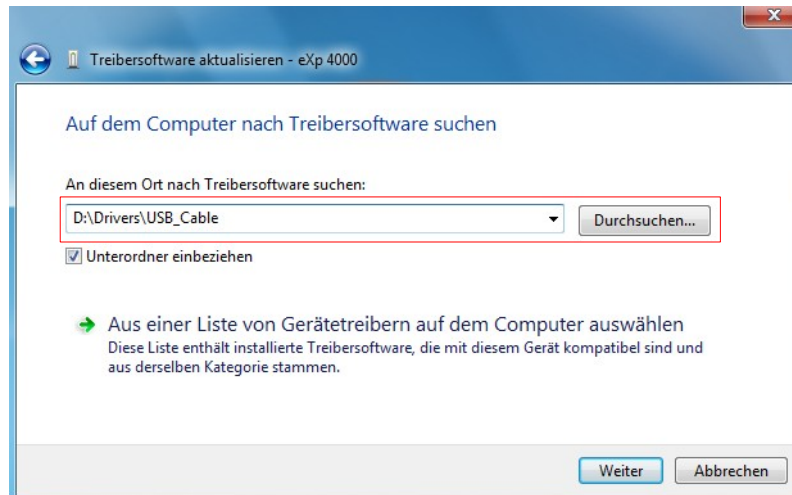 Treibersoftware aktualisieren - eXp 4000
Auf dem Computer nach Treibersoftware suchen
An diesem Ort nach Treibersoftware suchen:
D:\Drivers\USB_Cable
Durchsuchen...
Unterordner einbeziehen
Aus einer Liste von Gerätetreibern auf dem Computer auswählen
Diese Liste enthält installierte Treibersoftware, die mit diesem Gerät kompatibel sind und
aus derselben Kategorie stammen.
Weiter
Abbrechen